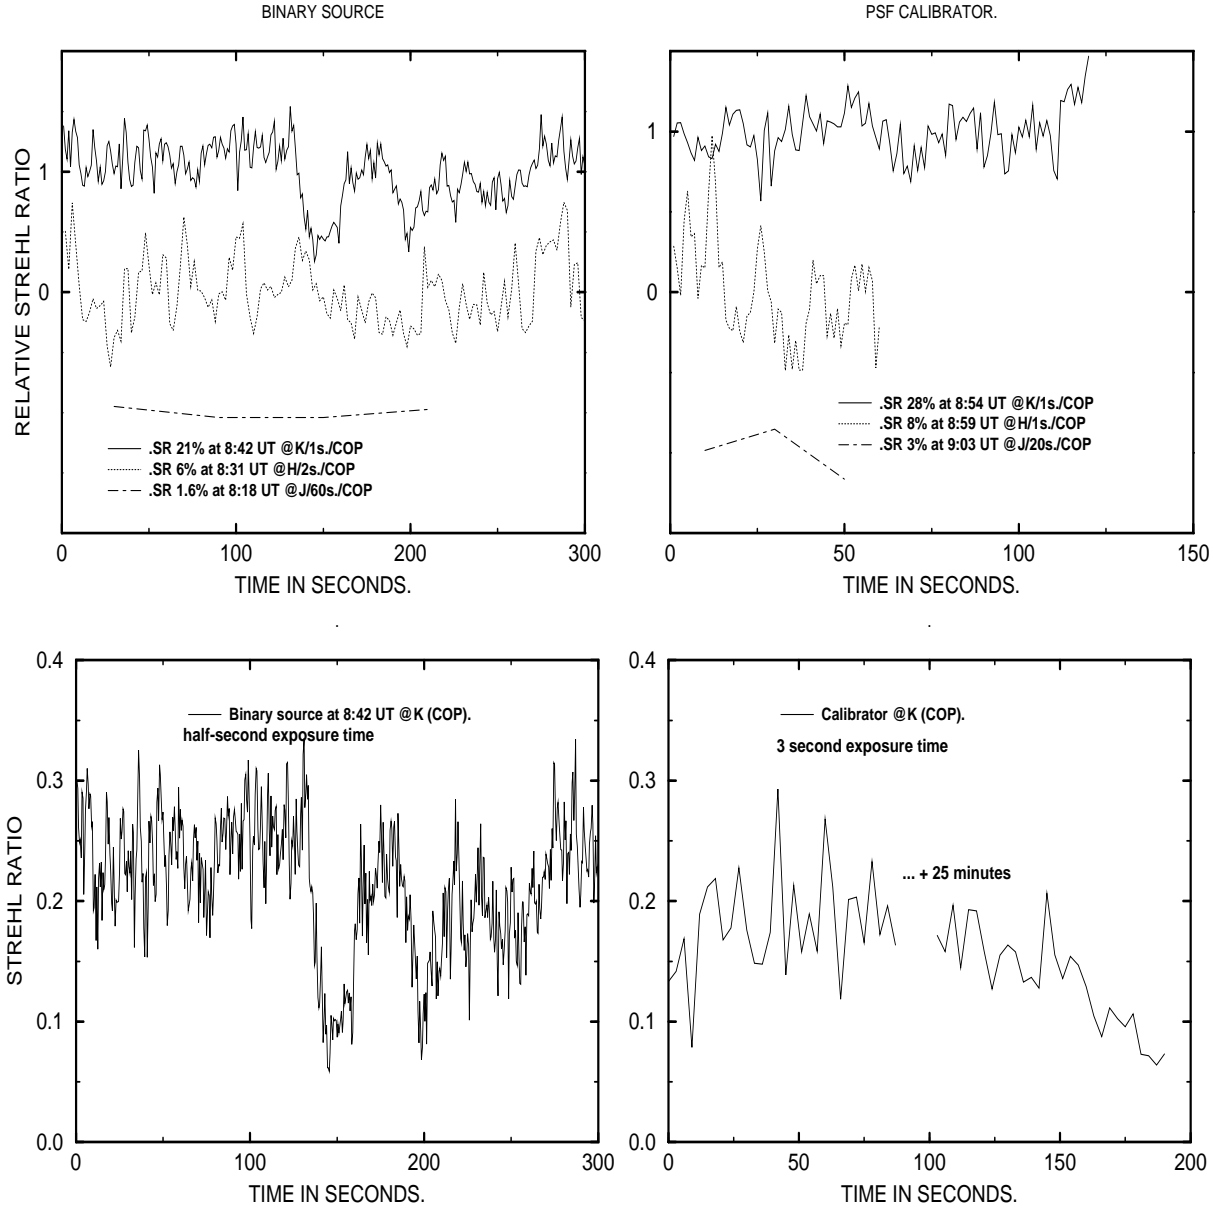 BINARY SOURCE
PSF CALIBRATOR.
RELATIVE STREHL RATIO
1
0
.SR 21% at 8:42 UT @K/1s./COP
.SR 6% at 8:31 UT @H/2s./COP
.SR 1.6% at 8:18 UT @J/60s./COP
0 100 200 300
TIME IN SECONDS.
1
0
.SR 28% at 8:54 UT @K/1s./COP
.SR 8% at 8:59 UT @H/1s./COP
.SR 3% at 9:03 UT @J/20s./COP
0 50 100 150
TIME IN SECONDS.
STREHL RATIO
0.4
0.3
0.2
0.1
0.0
Binary source at 8:42 UT @K (COP).
half-second exposure time
0 100 200 300
TIME IN SECONDS.
0.4
0.3
0.2
0.1
0.0
Calibrator @K (COP).
3 second exposure time
... + 25 minutes
0 50 100 150 200
TIME IN SECONDS.